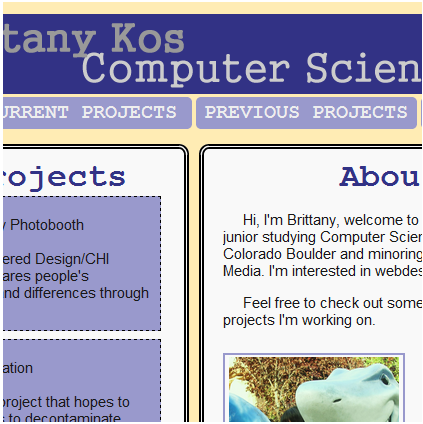 tany Kos
Computer Scien
URRENT PROJECTS
PREVIOUS PROJECTS
rojects
y Photobooth
ered Design/CHI
ares people's
nd differences through
ation
project that hopes to
s to decontaminate
Abou
Hi, I'm Brittany, welcome to
junior studying Computer Scien
Colorado Boulder and minoring
Media. I'm interested in webdes
Feel free to check out some
projects I'm working on.